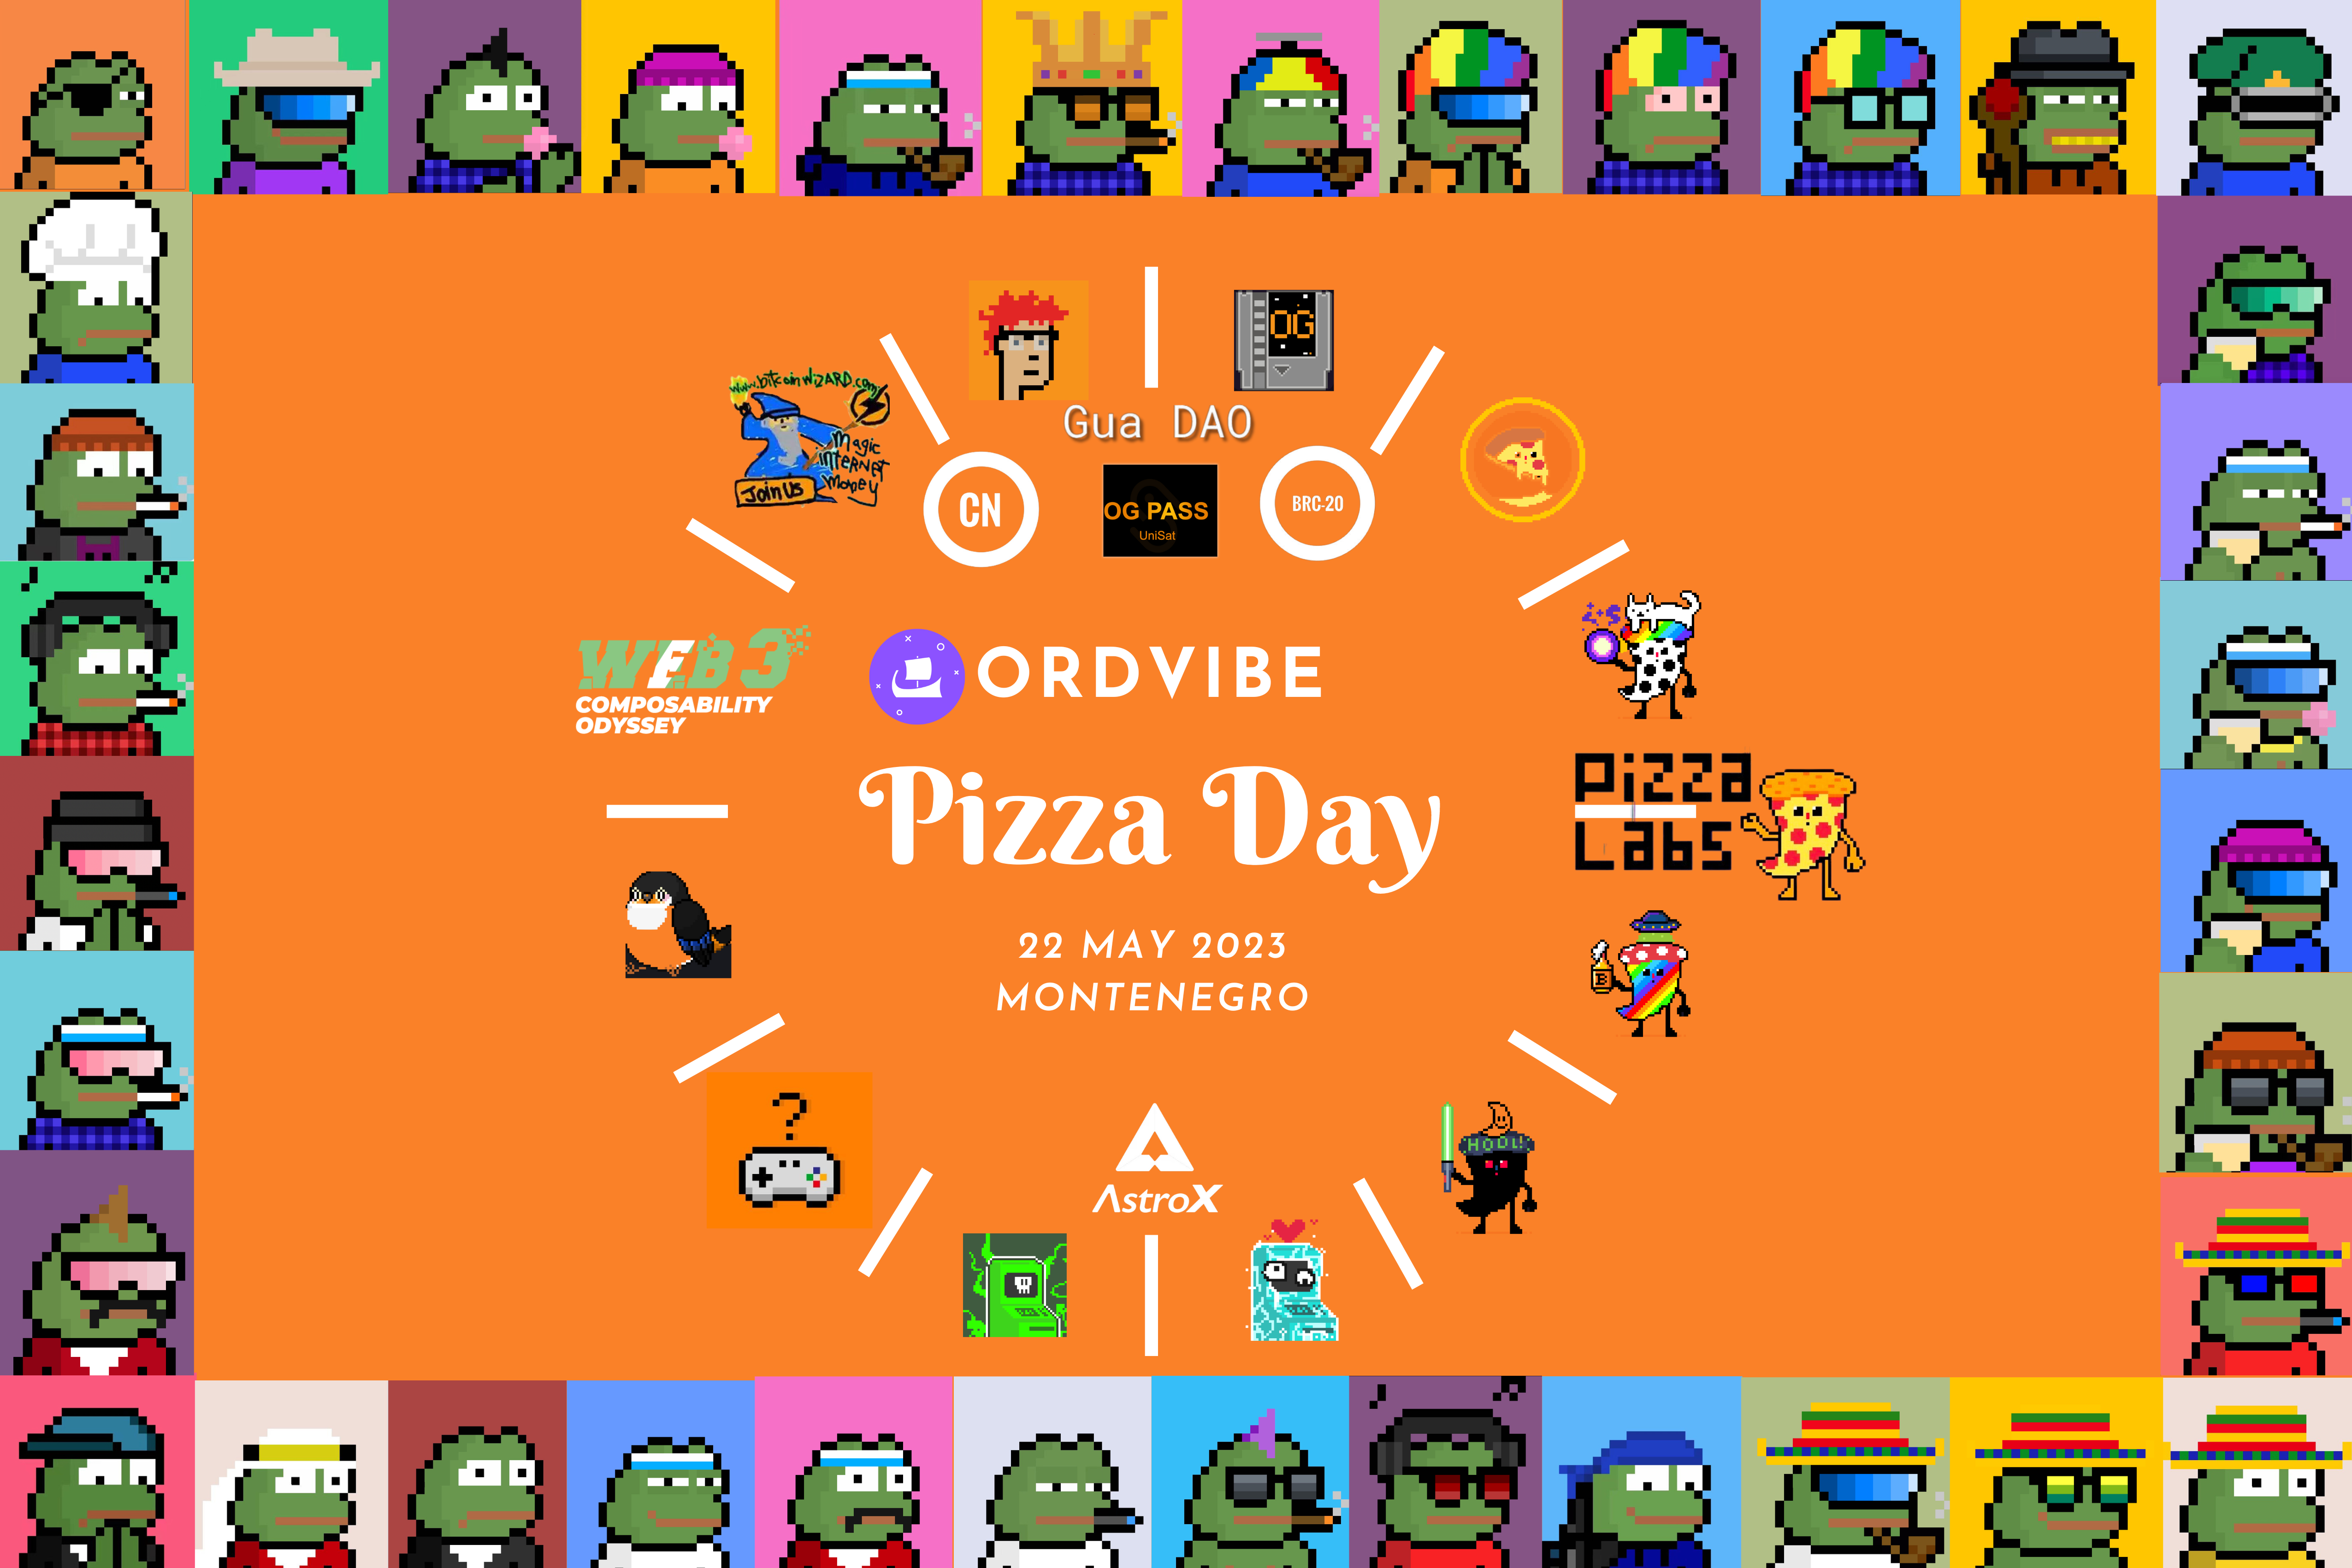 www.bitcoinwizard.com
magic
internet
money
Join Us
OG
Gua DAO
CN
OG PASS
UniSat
BRC-20
WEB3
COMPOSABILITY
ODYSSEY
ORDVIBE
Pizza Day
Pizza
Labs
22 MAY 2023
MONTENEGRO
B
?
HODL!
AstroX